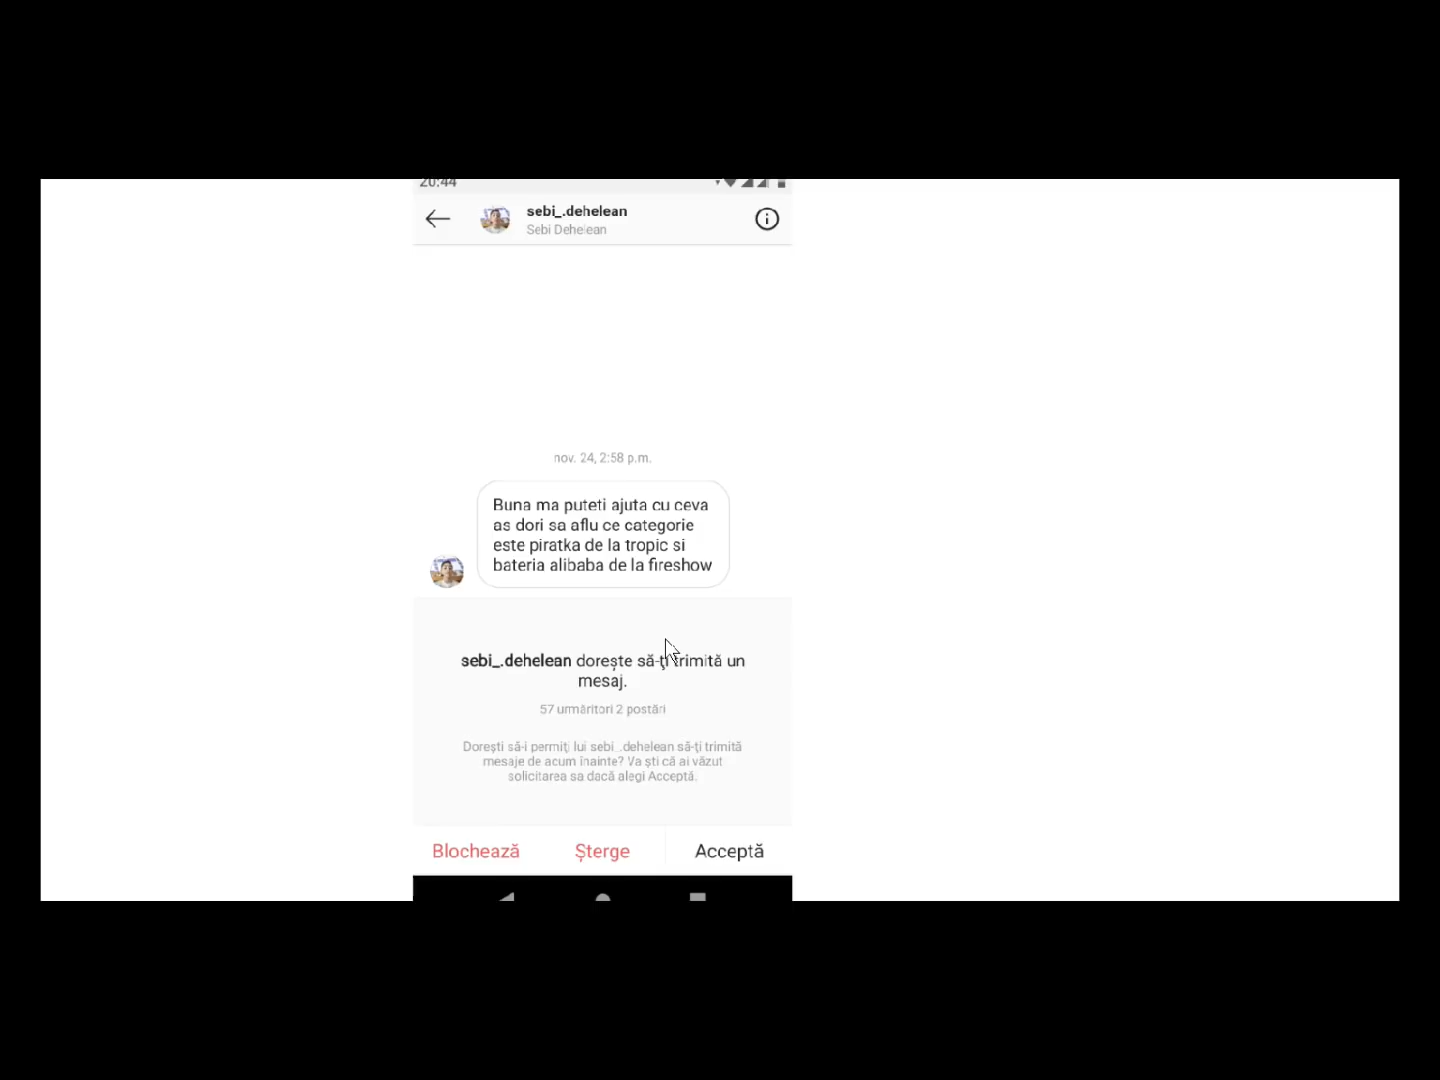 20:44
sebi_.dehelean
Sebi Dehelean
nov. 24, 2:58 p.m.
Buna ma puteti ajuta cu ceva
as dori sa aflu ce categorie
este piratka de la tropic si
bateria alibaba de la fireshow
sebi_.dehelean dorește să-ți trimită un
mesaj.
57 urmăritori 2 postări
Dorești să-i permiți lui sebi_.dehelean să-ți trimită
mesaje de acum înainte? Va ști că ai văzut
solicitarea sa dacă alegi Acceptă.
Blochează Șterge Acceptă